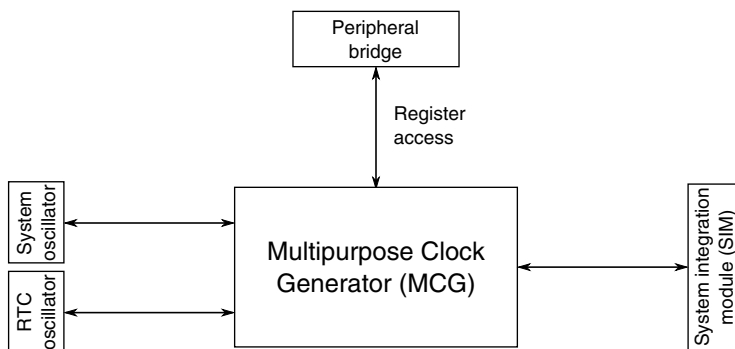 Peripheral
bridge
Register
access
System
oscillator
Multipurpose Clock
Generator (MCG)
RTC
oscillator
System integration
module (SIM)